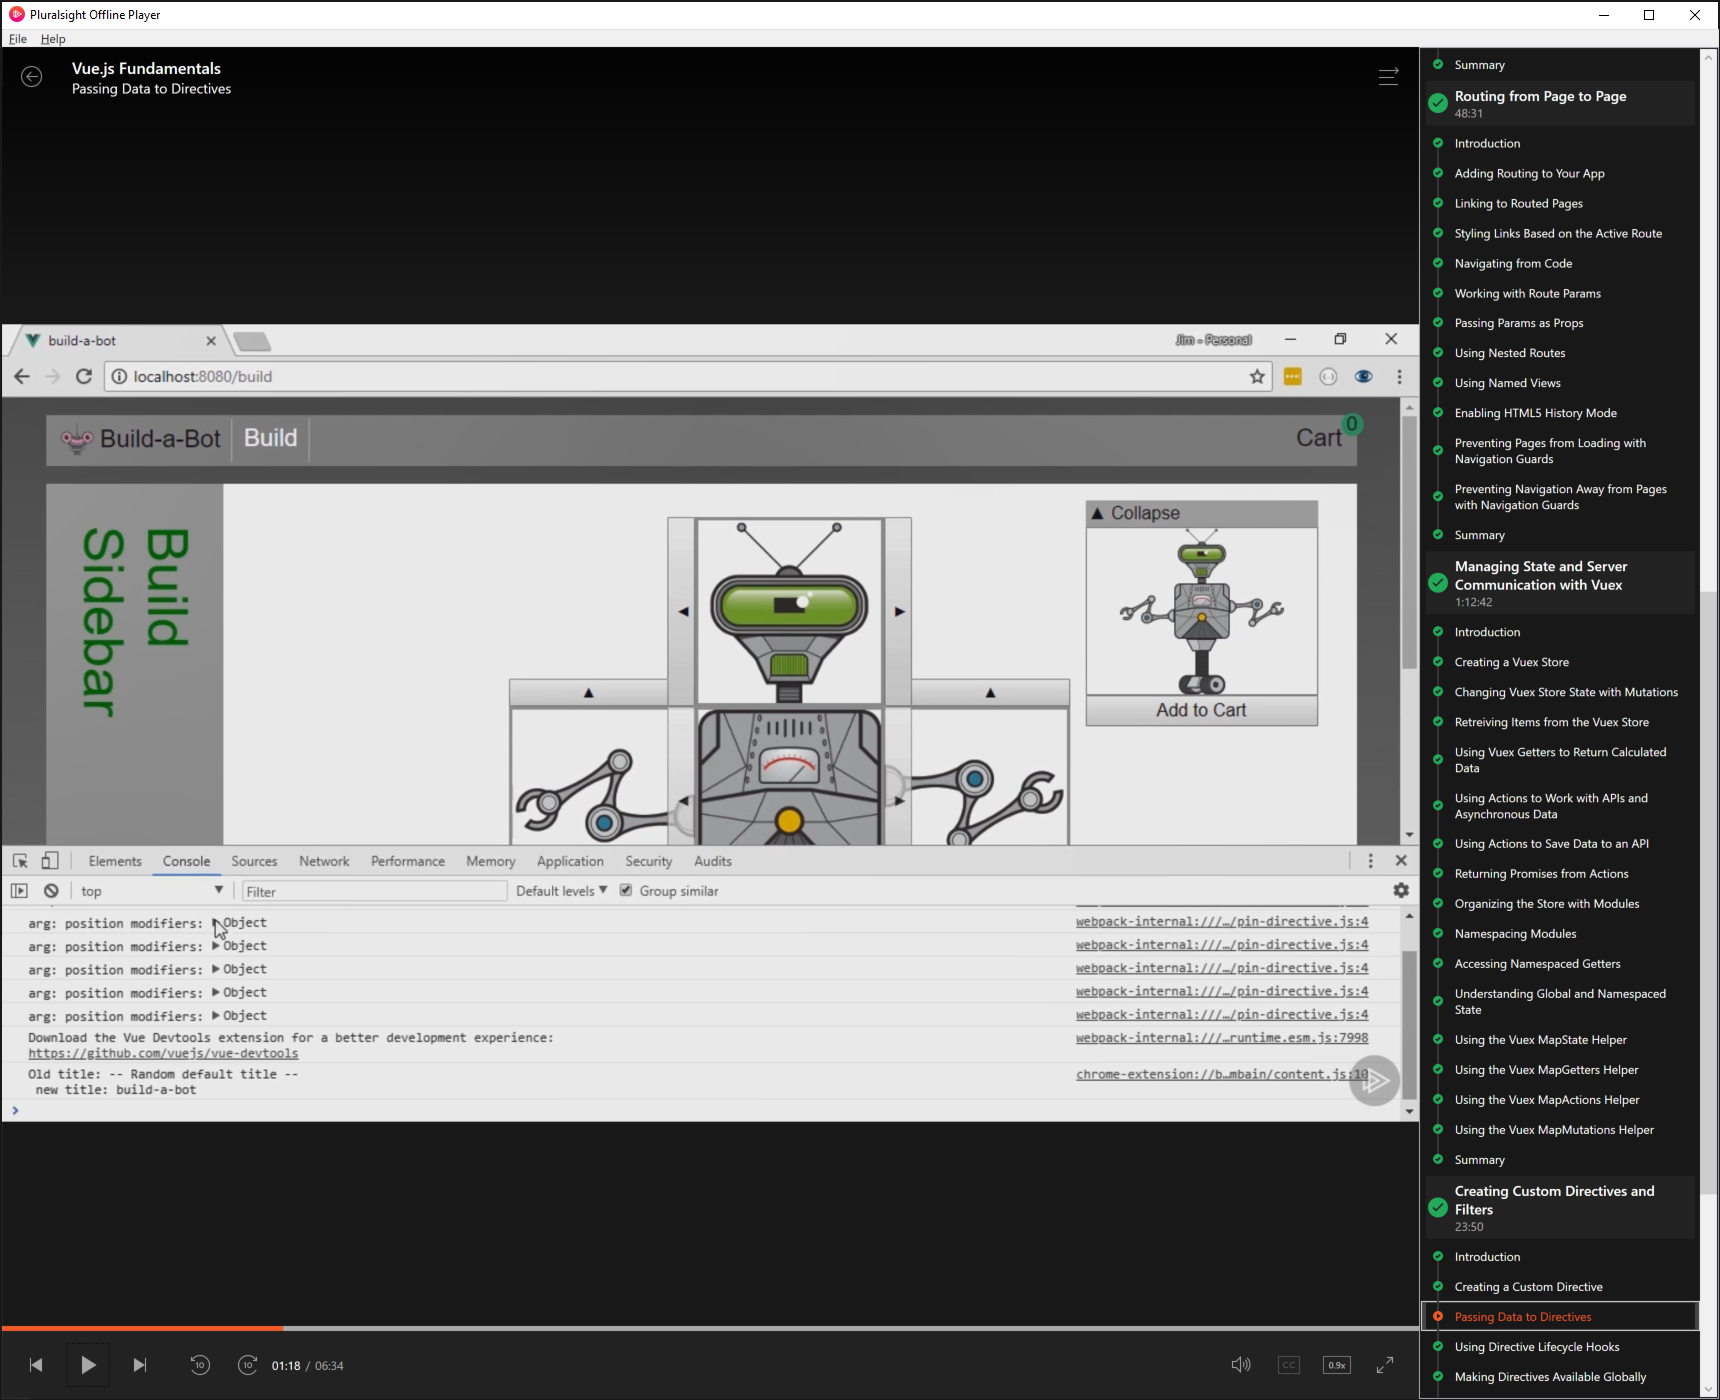 Pluralsight Offline Player
File Help
Vue.js Fundamentals
Passing Data to Directives
build-a-bot
Jim - Personal
localhost:8080/build
Build-a-Bot
Build
Cart
0
Build
Sidebar
▲ Collapse
Add to Cart
Elements Console Sources Network Performance Memory Application Security Audits
top
Filter
Default levels ▼
Group similar
arg: position modifiers: ▶ Object webpack-internal:///…/pin-directive.js:4
arg: position modifiers: ▶ Object webpack-internal:///…/pin-directive.js:4
arg: position modifiers: ▶ Object webpack-internal:///…/pin-directive.js:4
arg: position modifiers: ▶ Object webpack-internal:///…/pin-directive.js:4
arg: position modifiers: ▶ Object webpack-internal:///…/pin-directive.js:4
Download the Vue Devtools extension for a better development experience: webpack-internal:///…runtime.esm.js:7998
https://github.com/vuejs/vue-devtools
Old title: -- Random default title -- chrome-extension://b…mbain/content.js:10
new title: build-a-bot
10
10
01:18 / 06:34
CC
0.9x
Summary
Routing from Page to Page
48:31
Introduction
Adding Routing to Your App
Linking to Routed Pages
Styling Links Based on the Active Route
Navigating from Code
Working with Route Params
Passing Params as Props
Using Nested Routes
Using Named Views
Enabling HTML5 History Mode
Preventing Pages from Loading with
Navigation Guards
Preventing Navigation Away from Pages
with Navigation Guards
Summary
Managing State and Server
Communication with Vuex
1:12:42
Introduction
Creating a Vuex Store
Changing Vuex Store State with Mutations
Retreiving Items from the Vuex Store
Using Vuex Getters to Return Calculated
Data
Using Actions to Work with APIs and
Asynchronous Data
Using Actions to Save Data to an API
Returning Promises from Actions
Organizing the Store with Modules
Namespacing Modules
Accessing Namespaced Getters
Understanding Global and Namespaced
State
Using the Vuex MapState Helper
Using the Vuex MapGetters Helper
Using the Vuex MapActions Helper
Using the Vuex MapMutations Helper
Summary
Creating Custom Directives and
Filters
23:50
Introduction
Creating a Custom Directive
Passing Data to Directives
Using Directive Lifecycle Hooks
Making Directives Available Globally